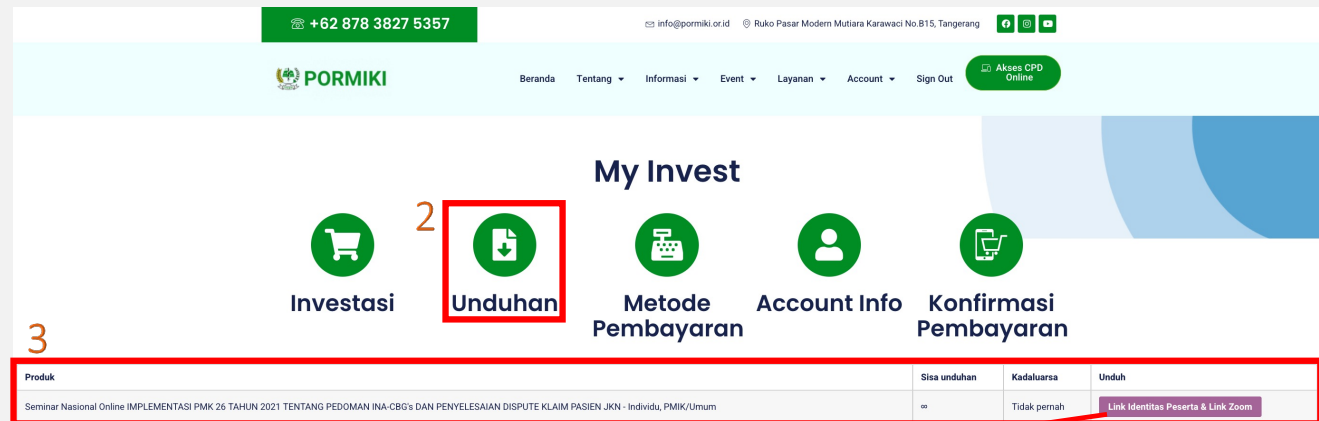 +62 878 3827 5357
info@pormiki.or.id Ruko Pasar Modern Mutiara Karawaci No.B15, Tangerang
PORMIKI
Beranda Tentang Informasi Event Layanan Account Sign Out
Akses CPD
Online
My Invest
2
Investasi Unduhan Metode Account Info Konfirmasi
Pembayaran Pembayaran
3
Produk Sisa unduhan Kadaluarsa Unduh
Seminar Nasional Online IMPLEMENTASI PMK 26 TAHUN 2021 TENTANG PEDOMAN INA-CBG's DAN PENYELESAIAN DISPUTE KLAIM PASIEN JKN - Individu, PMIK/Umum ∞ Tidak pernah Link Identitas Peserta & Link Zoom